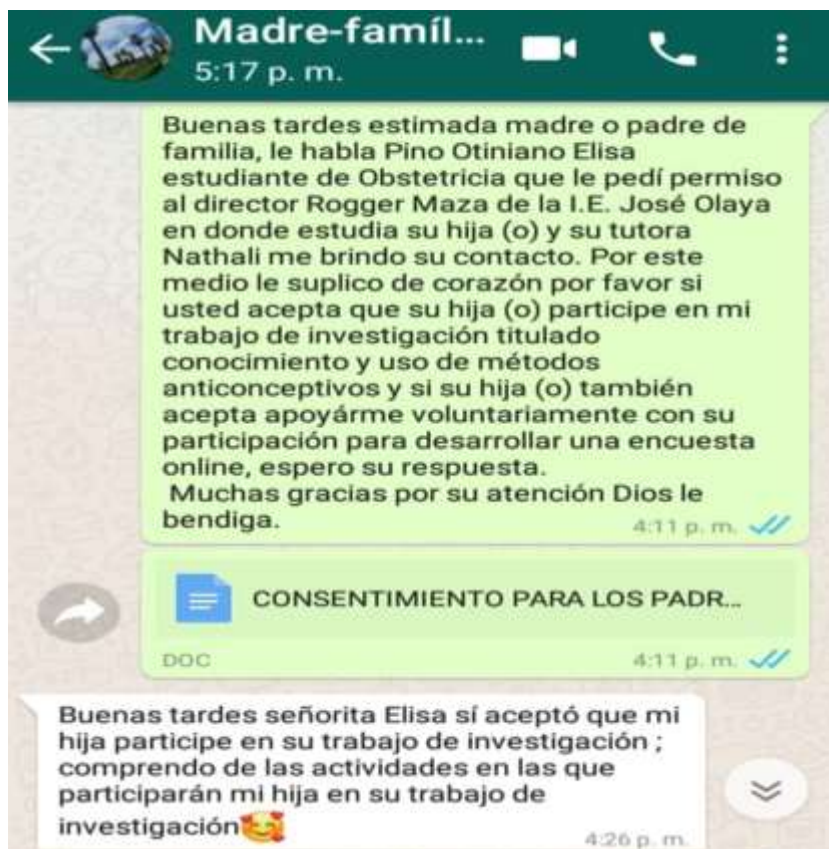 Madre-famíl...
5:17 p. m.
Buenas tardes estimada madre o padre de
familia, le habla Pino Otiniano Elisa
estudiante de Obstetricia que le pedí permiso
al director Rogger Maza de la I.E. José Olaya
en donde estudia su hija (o) y su tutora
Nathali me brindo su contacto. Por este
medio le suplico de corazón por favor si
usted acepta que su hija (o) participe en mi
trabajo de investigación titulado
conocimiento y uso de métodos
anticonceptivos y si su hija (o) también
acepta apoyárme voluntariamente con su
participación para desarrollar una encuesta
online, espero su respuesta.
Muchas gracias por su atención Dios le
bendiga.
4:11 p. m.
CONSENTIMIENTO PARA LOS PADR...
DOC
4:11 p. m.
Buenas tardes señorita Elisa sí aceptó que mi
hija participe en su trabajo de investigación ;
comprendo de las actividades en las que
participarán mi hija en su trabajo de
investigación🥰
4:26 p. m.